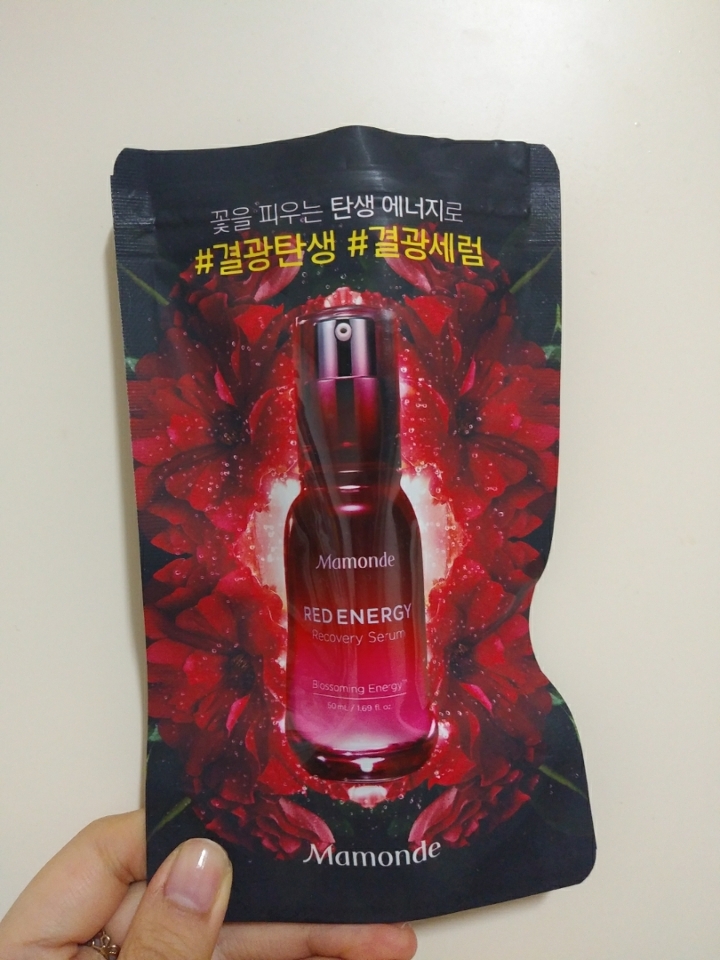 꽃을 피우는 탄생 에너지로
#결광탄생 #결광세럼
Mamonde
RED ENERGY
Recovery Serum
Blossoming Energy™
50 mL / 1.69 fl. oz.
Mamonde